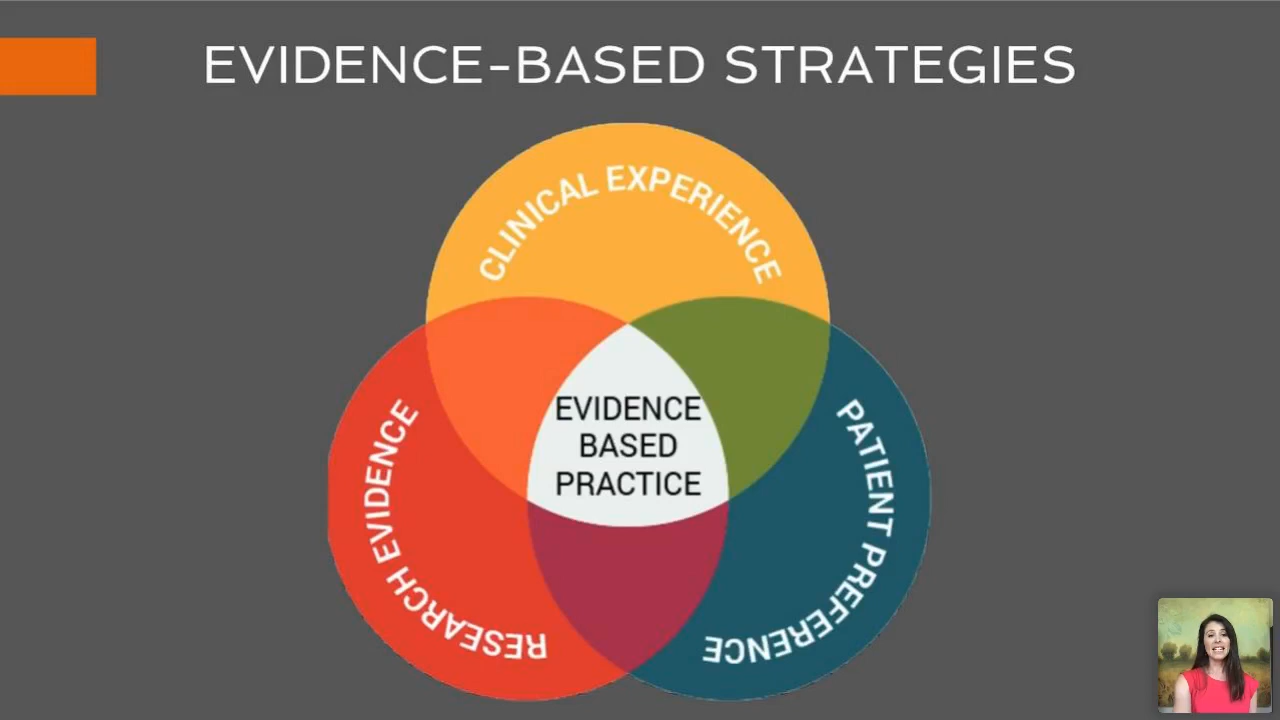 EVIDENCE-BASED STRATEGIES
CLINICAL EXPERIENCE
EVIDENCE
BASED
PRACTICE
RESEARCH EVIDENCE
PATIENT PREFERENCE